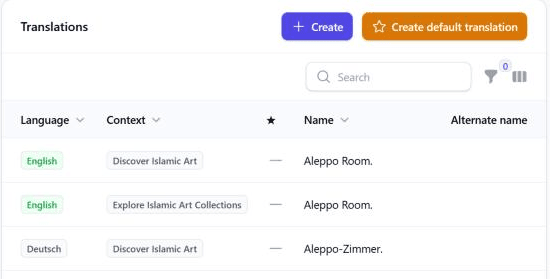 Translations
Create
Create default translation
Search
0
Language Context ★ Name Alternate name
English Discover Islamic Art — Aleppo Room.
English Explore Islamic Art Collections — Aleppo Room.
Deutsch Discover Islamic Art — Aleppo-Zimmer.